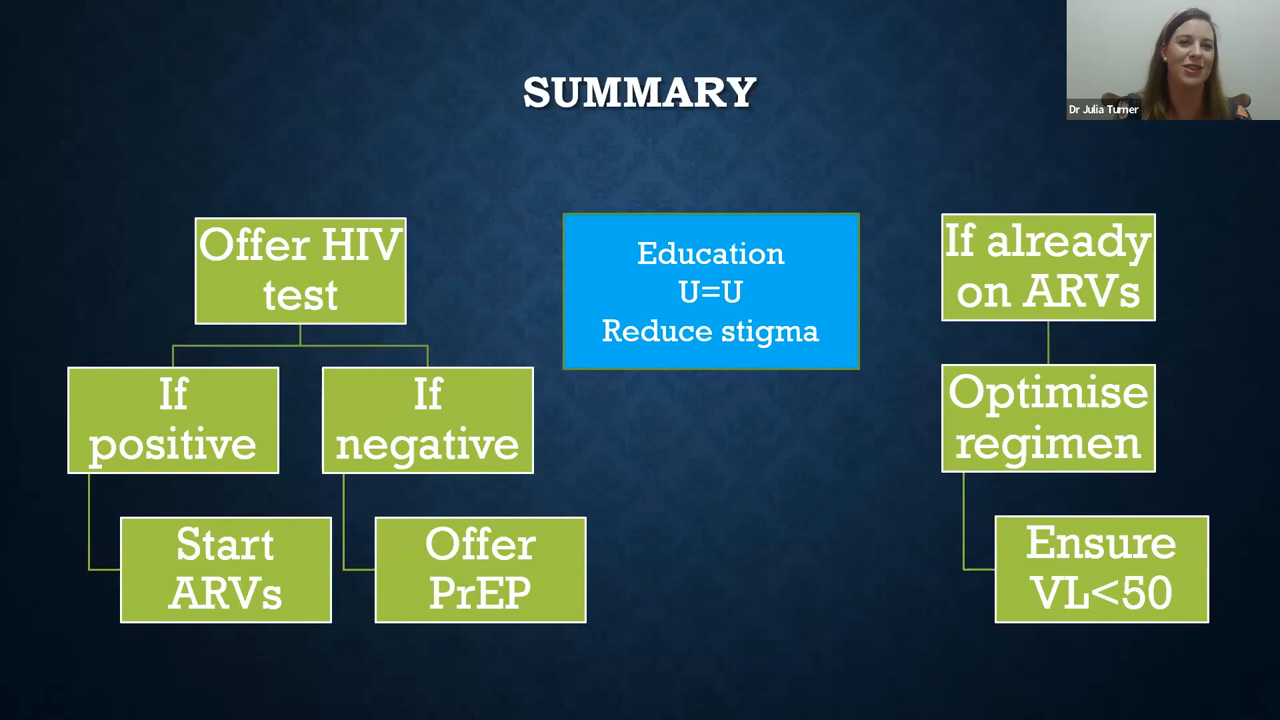 SUMMARY
Dr Julia Turner
Offer HIV
test
If
positive
If
negative
Start
ARVs
Offer
PrEP
Education
U=U
Reduce stigma
If already
on ARVs
Optimise
regimen
Ensure
VL<50